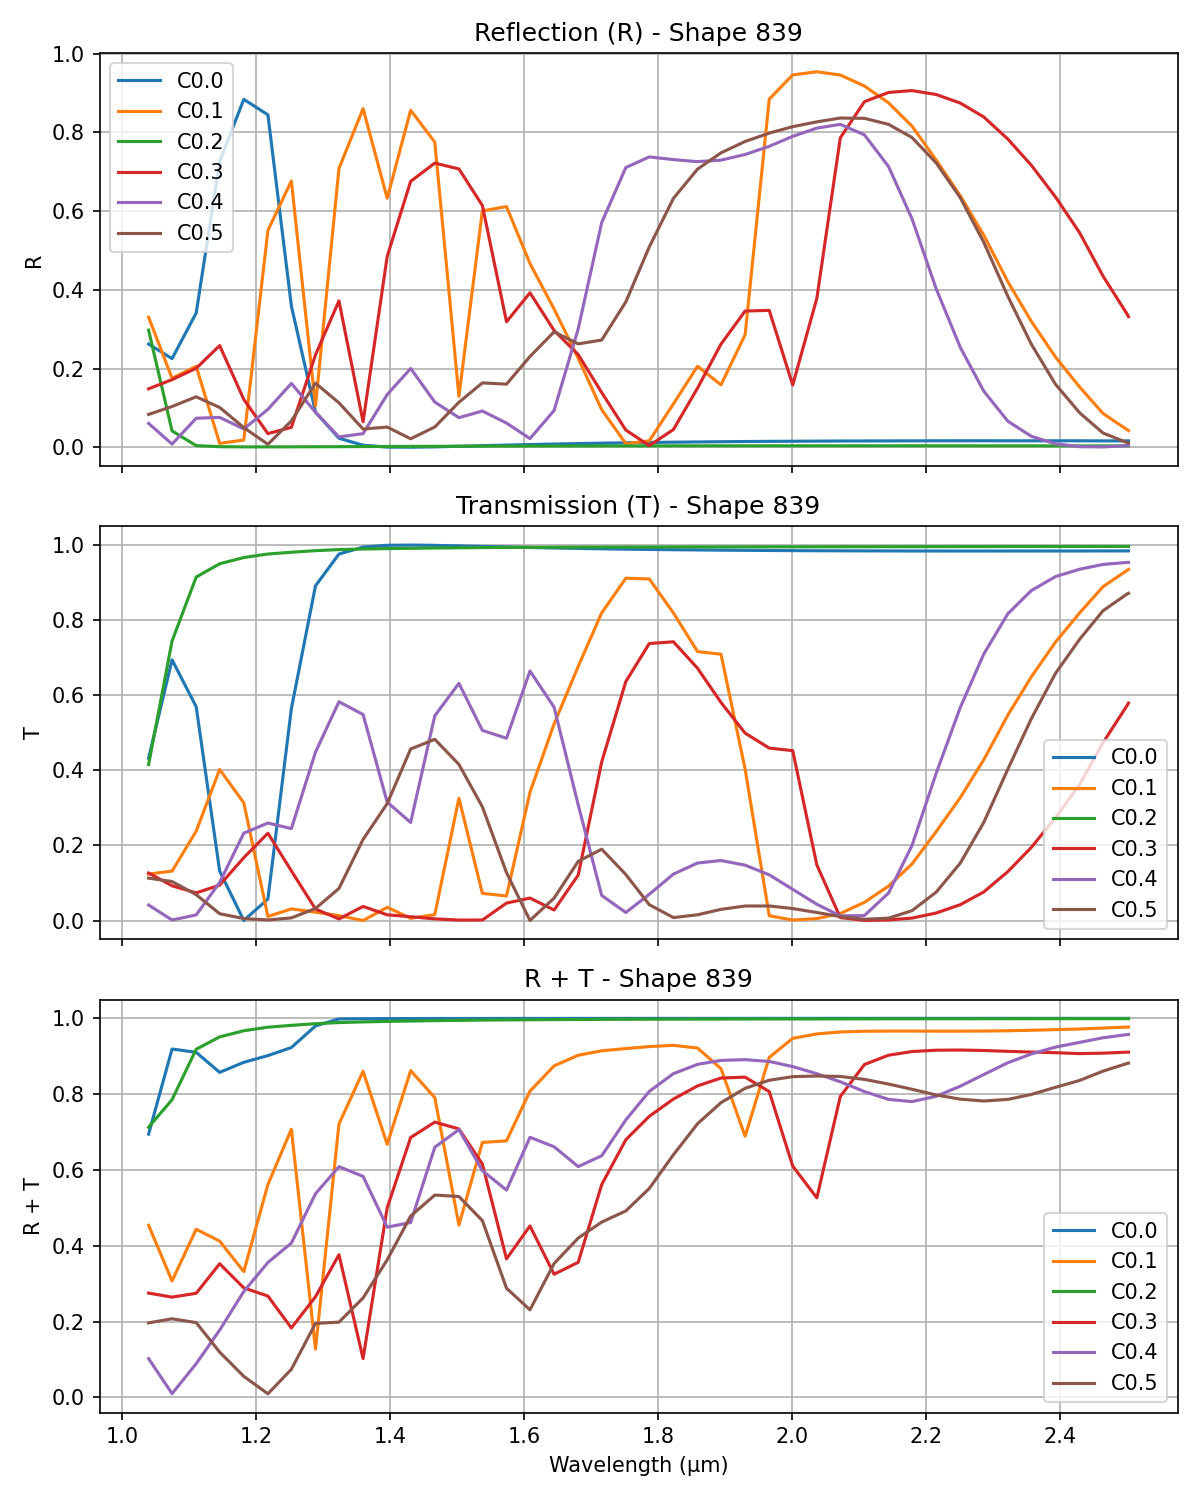 Reflection (R) - Shape 839
1.0
0.8
0.6
0.4
0.2
0.0
R
C0.0
C0.1
C0.2
C0.3
C0.4
C0.5
Transmission (T) - Shape 839
1.0
0.8
0.6
0.4
0.2
0.0
T
C0.0
C0.1
C0.2
C0.3
C0.4
C0.5
R + T - Shape 839
1.0
0.8
0.6
0.4
0.2
0.0
R + T
C0.0
C0.1
C0.2
C0.3
C0.4
C0.5
1.0 1.2 1.4 1.6 1.8 2.0 2.2 2.4
Wavelength (μm)